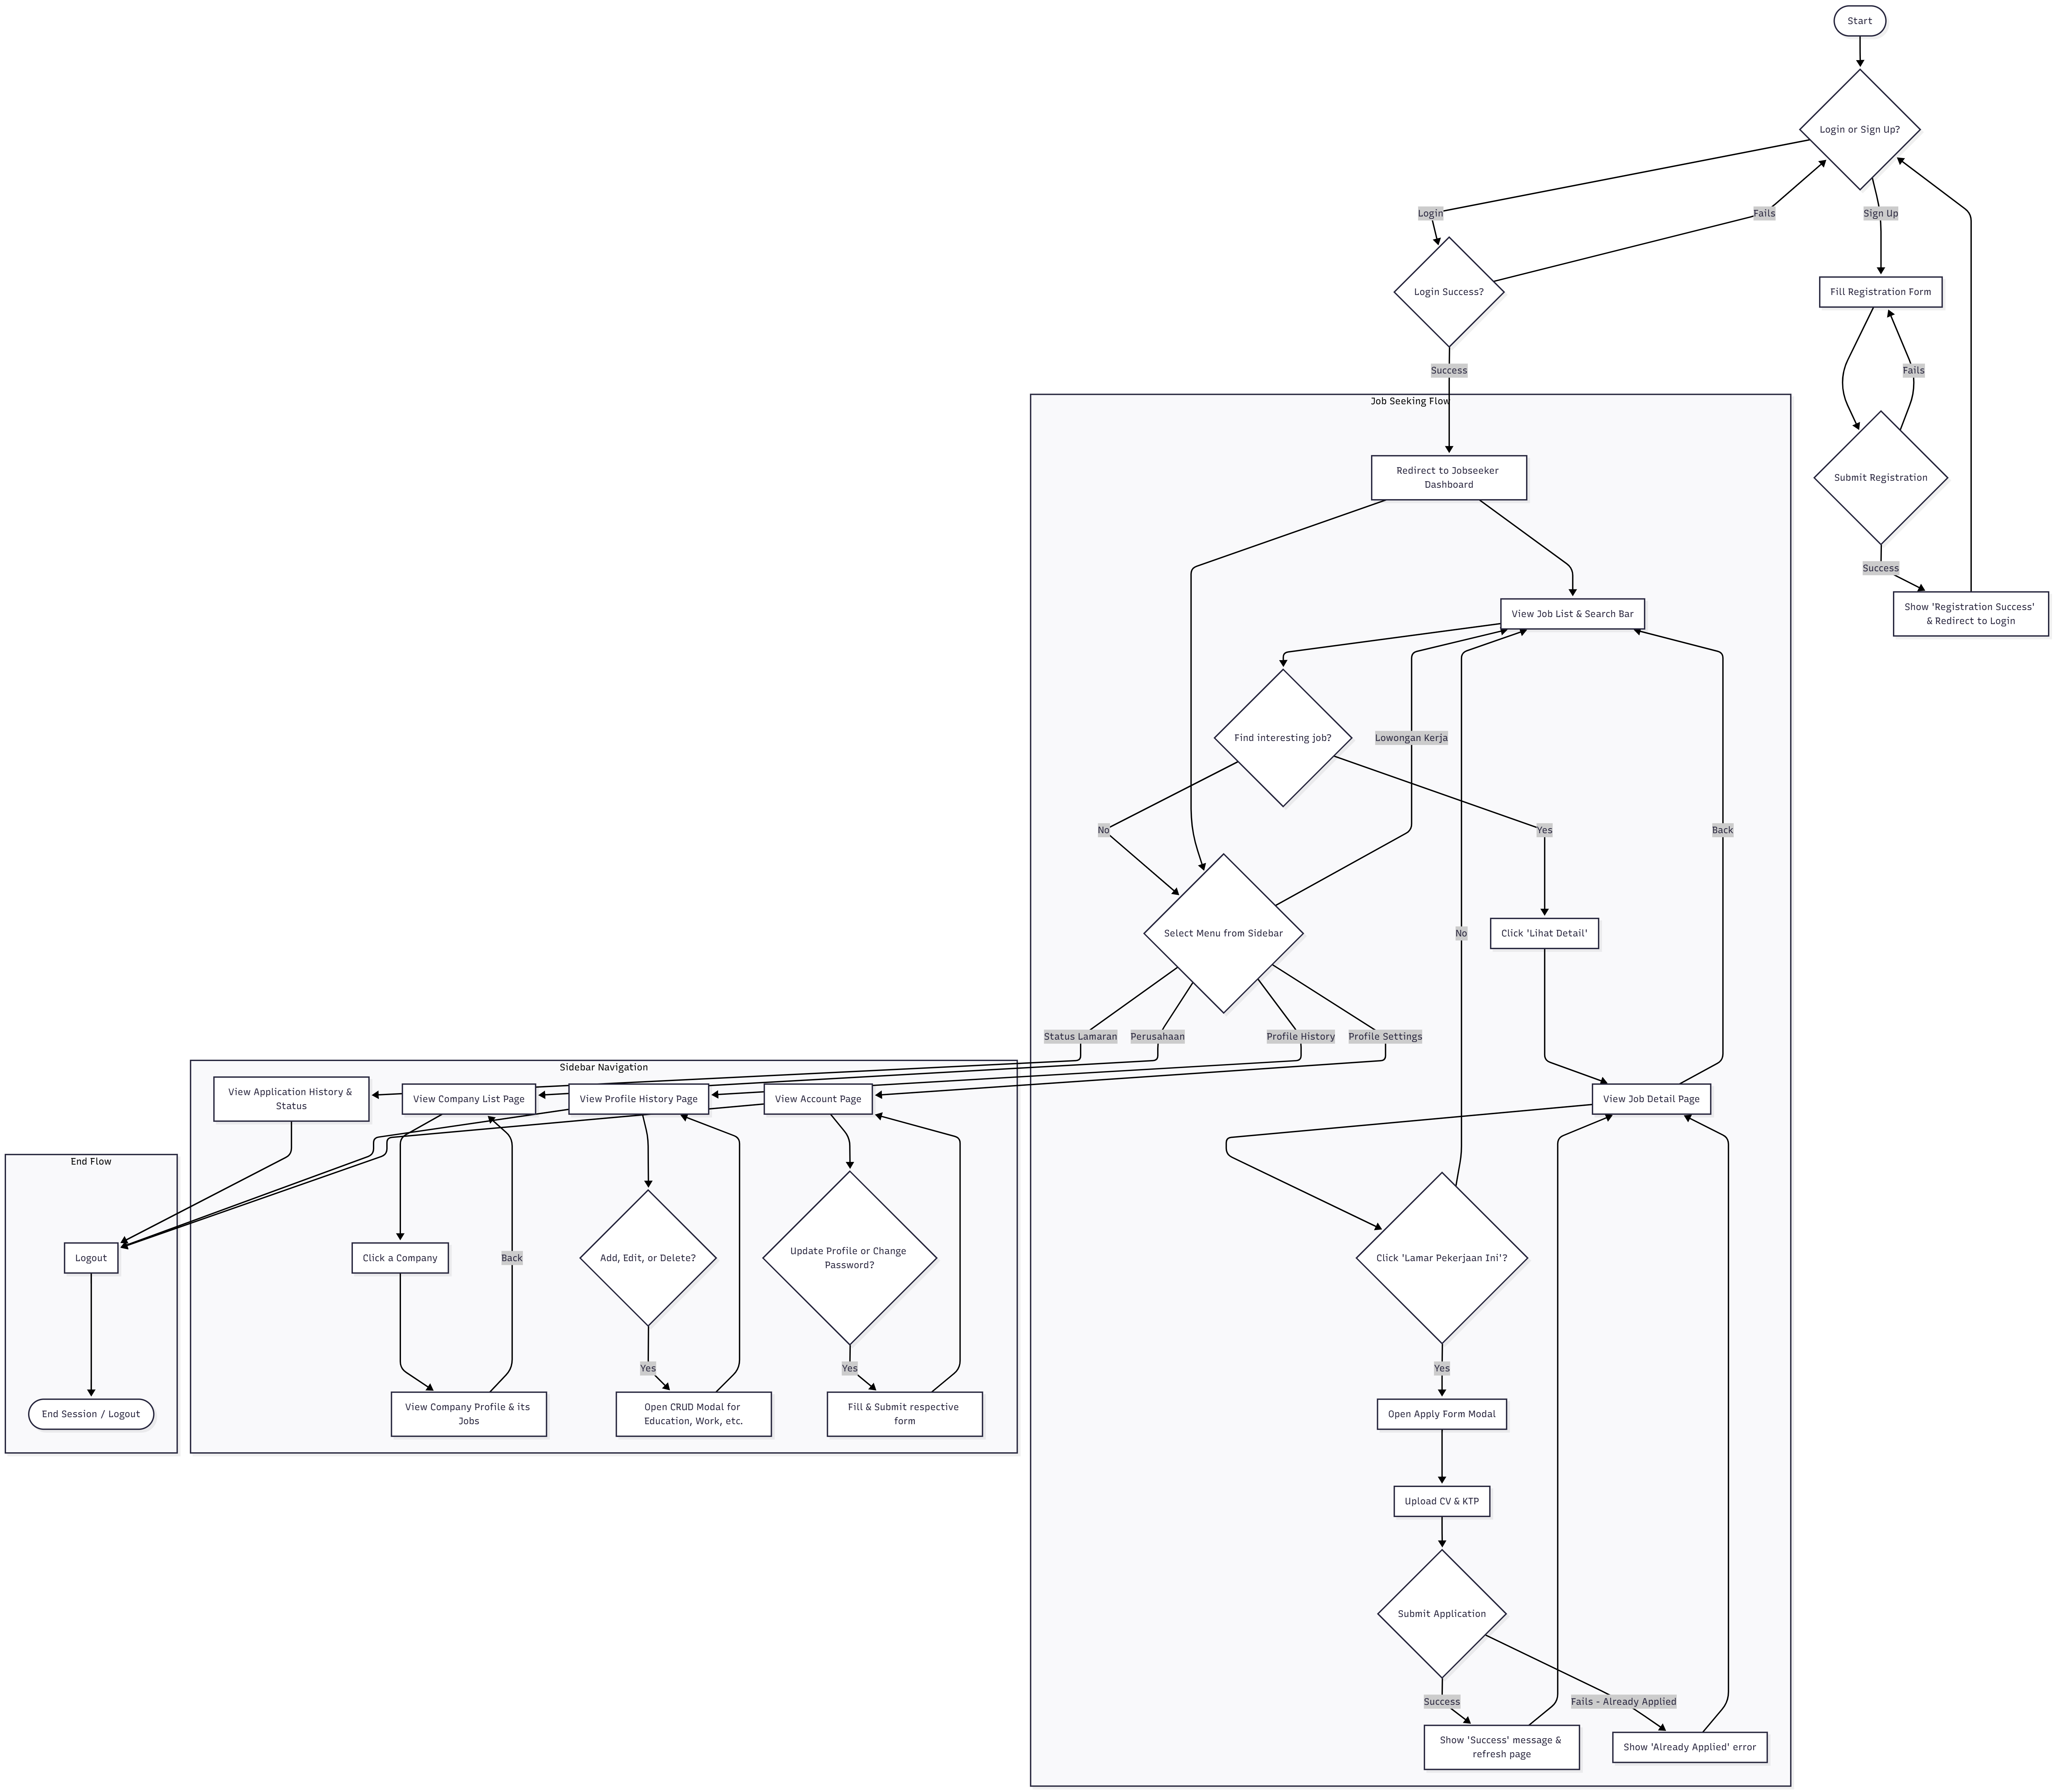 Start
Login or Sign Up?
Login
Fails
Sign Up
Login Success?
Fill Registration Form
Success
Fails
Job Seeking Flow
Redirect to Jobseeker
Dashboard
Submit Registration
Success
Show 'Registration Success'
& Redirect to Login
View Job List & Search Bar
Find interesting job?
Lowongan Kerja
No
Yes
Back
Select Menu from Sidebar
No
Click 'Lihat Detail'
Status Lamaran
Perusahaan
Profile History
Profile Settings
Sidebar Navigation
View Application History &
Status
View Company List Page
View Profile History Page
View Account Page
View Job Detail Page
End Flow
Logout
Click a Company
Back
Add, Edit, or Delete?
Update Profile or Change
Password?
Click 'Lamar Pekerjaan Ini'?
Yes
Yes
Yes
End Session / Logout
View Company Profile & its
Jobs
Open CRUD Modal for
Education, Work, etc.
Fill & Submit respective
form
Open Apply Form Modal
Upload CV & KTP
Submit Application
Success
Fails - Already Applied
Show 'Success' message &
refresh page
Show 'Already Applied' error